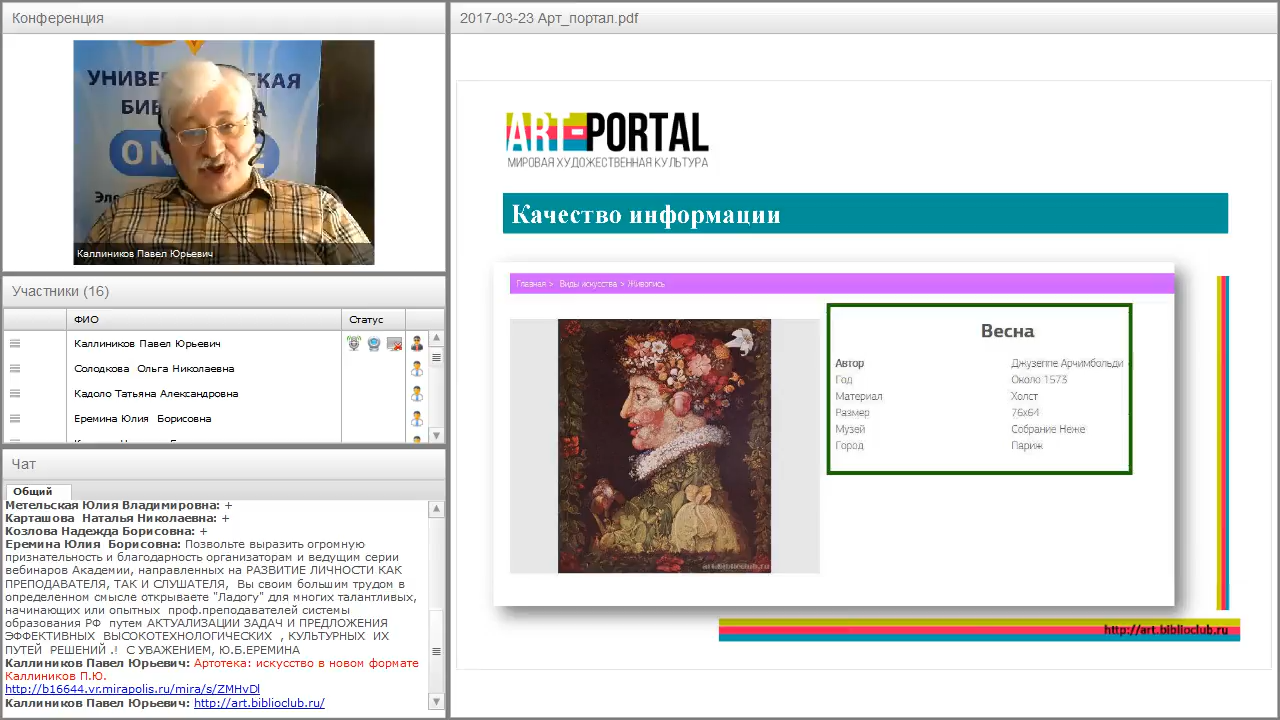 Конференция
УНИВЕ СКАЯ
БИБ А
Каллиников Павел Юрьевич
Участники (16)
ФИО Статус
Каллиников Павел Юрьевич
Солодкова Ольга Николаевна
Кадоло Татьяна Александровна
Еремина Юлия Борисовна
Чат
Общий
Метельская Юлия Владимировна: +
Карташова Наталья Николаевна: +
Козлова Надежда Борисовна: +
Еремина Юлия Борисовна: Позвольте выразить огромную
признательность и благодарность организаторам и ведущим серии
вебинаров Академии, направленных на РАЗВИТИЕ ЛИЧНОСТИ КАК
ПРЕПОДАВАТЕЛЯ, ТАК И СЛУШАТЕЛЯ, Вы своим большим трудом в
определенном смысле открываете "Ладогу" для многих талантливых,
начинающих или опытных проф.преподавателей системы
образования РФ путем АКТУАЛИЗАЦИИ ЗАДАЧ И ПРЕДЛОЖЕНИЯ
ЭФФЕКТИВНЫХ ВЫСОКОТЕХНОЛОГИЧЕСКИХ , КУЛЬТУРНЫХ ИХ
ПУТЕЙ РЕШЕНИЙ .! С УВАЖЕНИЕМ, Ю.Б.ЕРЕМИНА
Каллиников Павел Юрьевич: Артотека: искусство в новом формате
Каллиников П.Ю.
http://b16644.vr.mirapolis.ru/mira/s/ZMHvDl
Каллиников Павел Юрьевич: http://art.biblioclub.ru/
2017-03-23 Арт_портал.pdf
ART-PORTAL
МИРОВАЯ ХУДОЖЕСТВЕННАЯ КУЛЬТУРА
Качество информации
Главная > Виды искусства > Живопись
art.biblioclub.ru
Весна
Автор Джузеппе Арчимбольди
Год Около 1573
Материал Холст
Размер 76x64
Музей Собрание Неже
Город Париж
http://art.biblioclub.ru